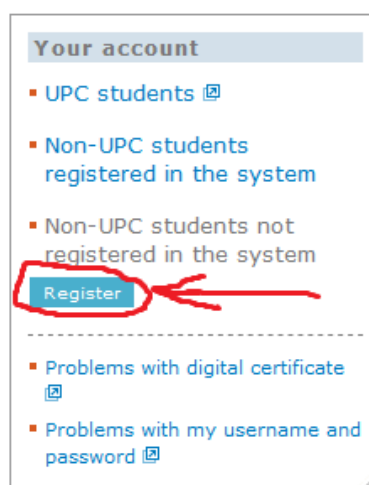 Your account
UPC students
Non-UPC students
registered in the system
Non-UPC students not
registered in the system
Register
Problems with digital certificate
Problems with my username and
password